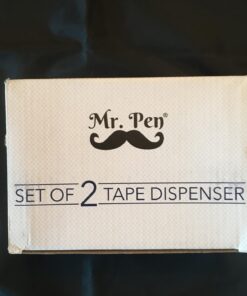 Mr. Pen®
SET OF 2 TAPE DISPENSER